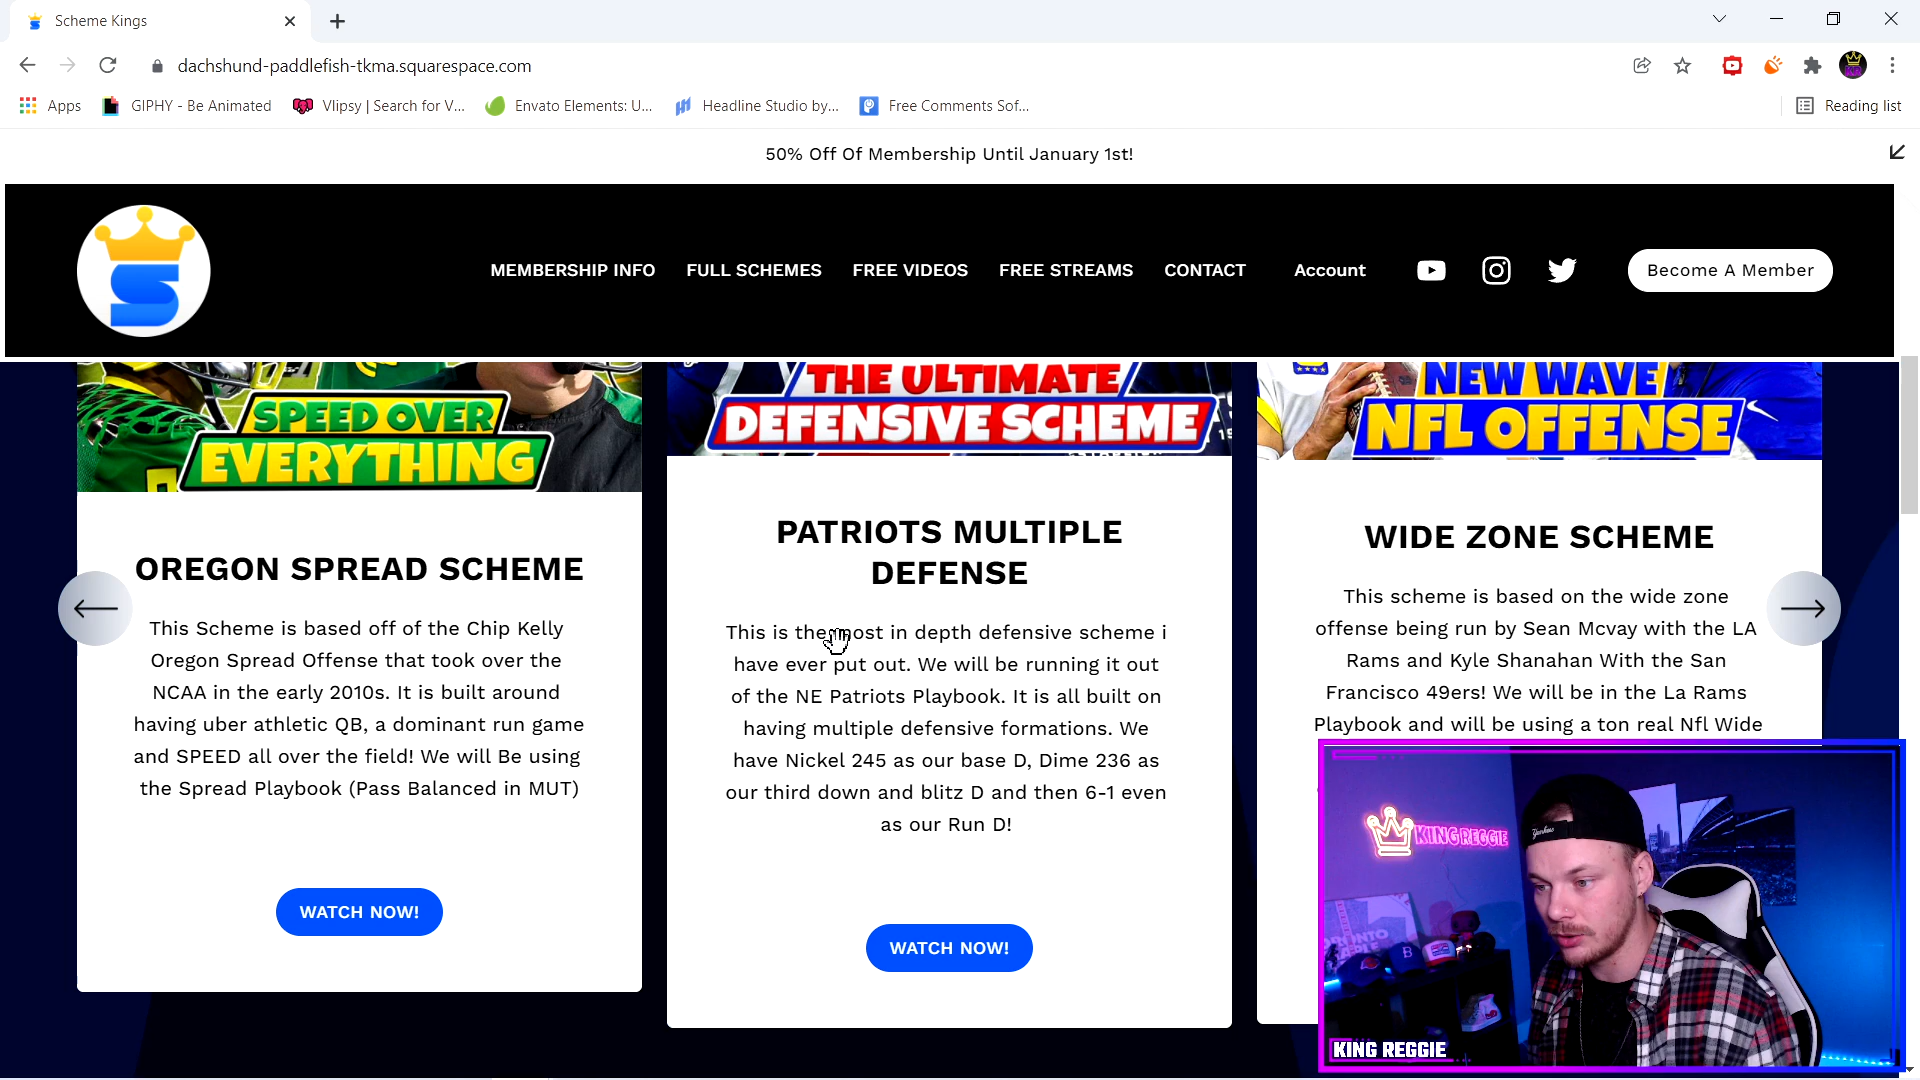 Scheme Kings
dachshund-paddlefish-tkma.squarespace.com
Apps
GIPHY - Be Animated
Vlipsy | Search for V...
Envato Elements: U...
Headline Studio by...
Free Comments Sof...
Reading list
50% Off Of Membership Until January 1st!
S
MEMBERSHIP INFO
FULL SCHEMES
FREE VIDEOS
FREE STREAMS
CONTACT
Account
Become A Member
SPEED OVER
EVERYTHING
OREGON SPREAD SCHEME
This Scheme is based off of the Chip Kelly
Oregon Spread Offense that took over the
NCAA in the early 2010s. It is built around
having uber athletic QB, a dominant run game
and SPEED all over the field! We will Be using
the Spread Playbook (Pass Balanced in MUT)
WATCH NOW!
THE ULTIMATE
DEFENSIVE SCHEME
PATRIOTS MULTIPLE
DEFENSE
This is the most in depth defensive scheme i
have ever put out. We will be running it out
of the NE Patriots Playbook. It is all built on
having multiple defensive formations. We
have Nickel 245 as our base D, Dime 236 as
our third down and blitz D and then 6-1 even
as our Run D!
WATCH NOW!
NEW WAVE
NFL OFFENSE
WIDE ZONE SCHEME
This scheme is based on the wide zone
offense being run by Sean Mcvay with the LA
Rams and Kyle Shanahan With the San
Francisco 49ers! We will be in the La Rams
Playbook and will be using a ton real Nfl Wide
KING REGGIE
Yankees
B
KING REGGIE